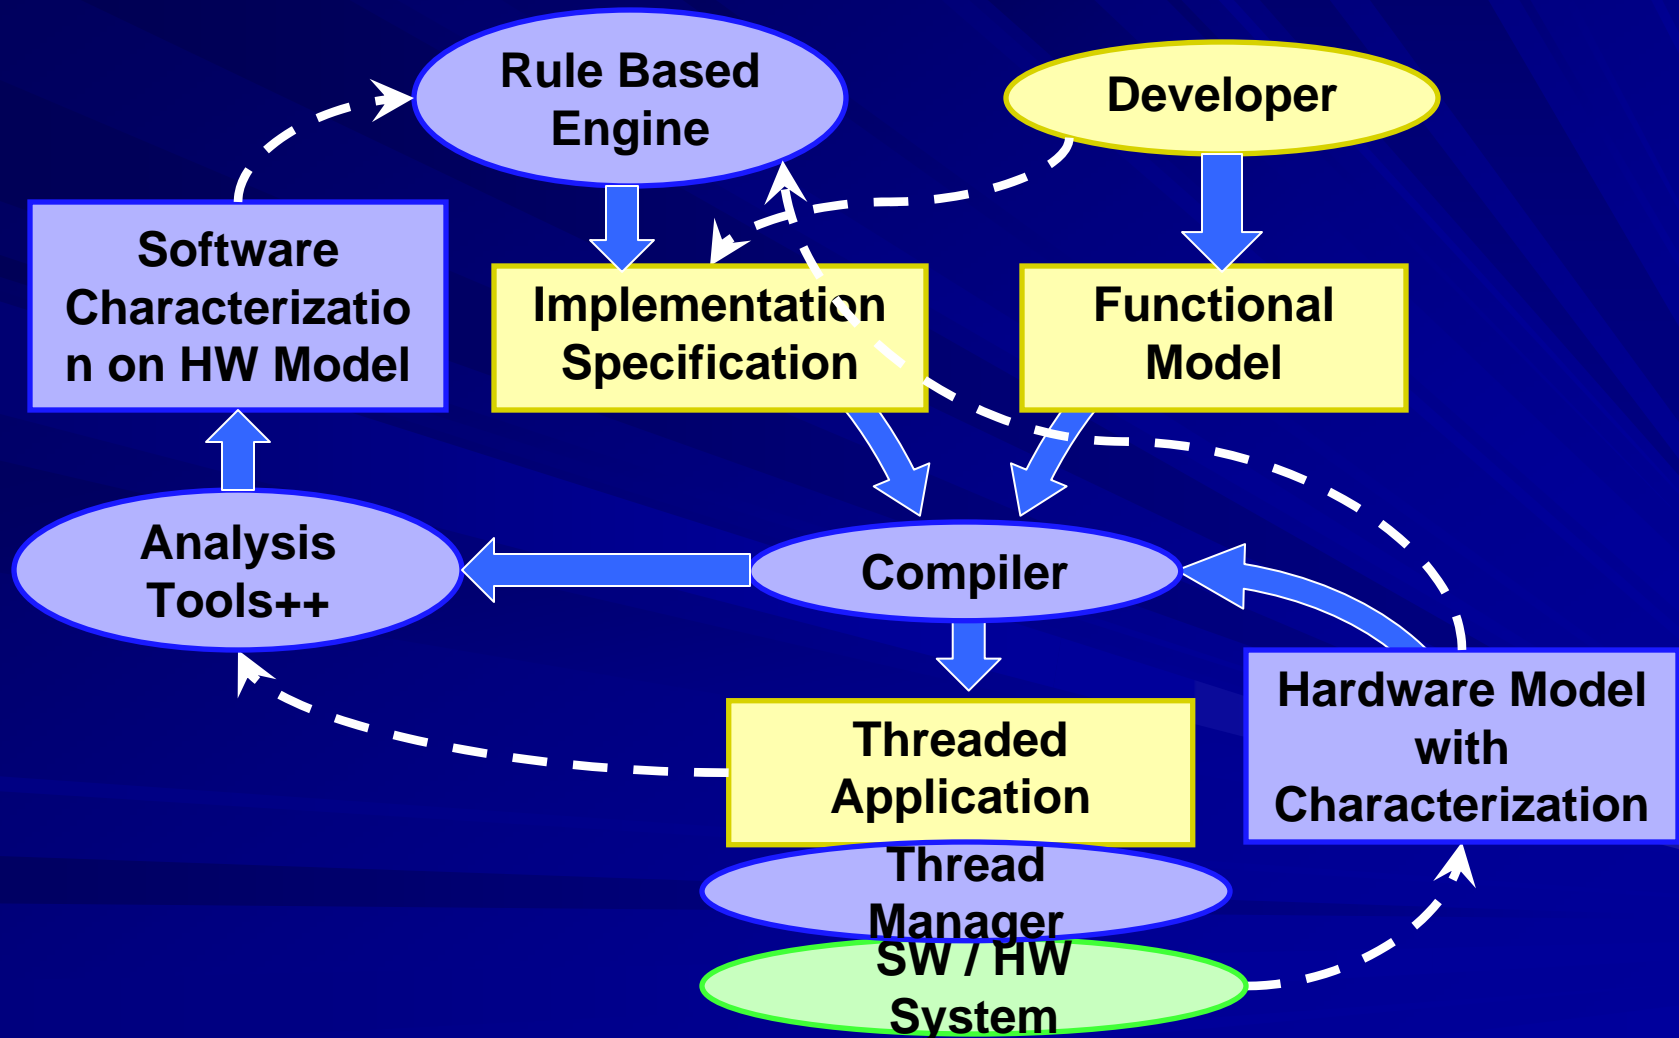 Rule Based
Engine
Developer
Software
Characterizatio
n on HW Model
Implementation
Specification
Functional
Model
Analysis
Tools++
Compiler
Hardware Model
with
Characterization
Threaded
Application
Thread
Manager
SW / HW
System